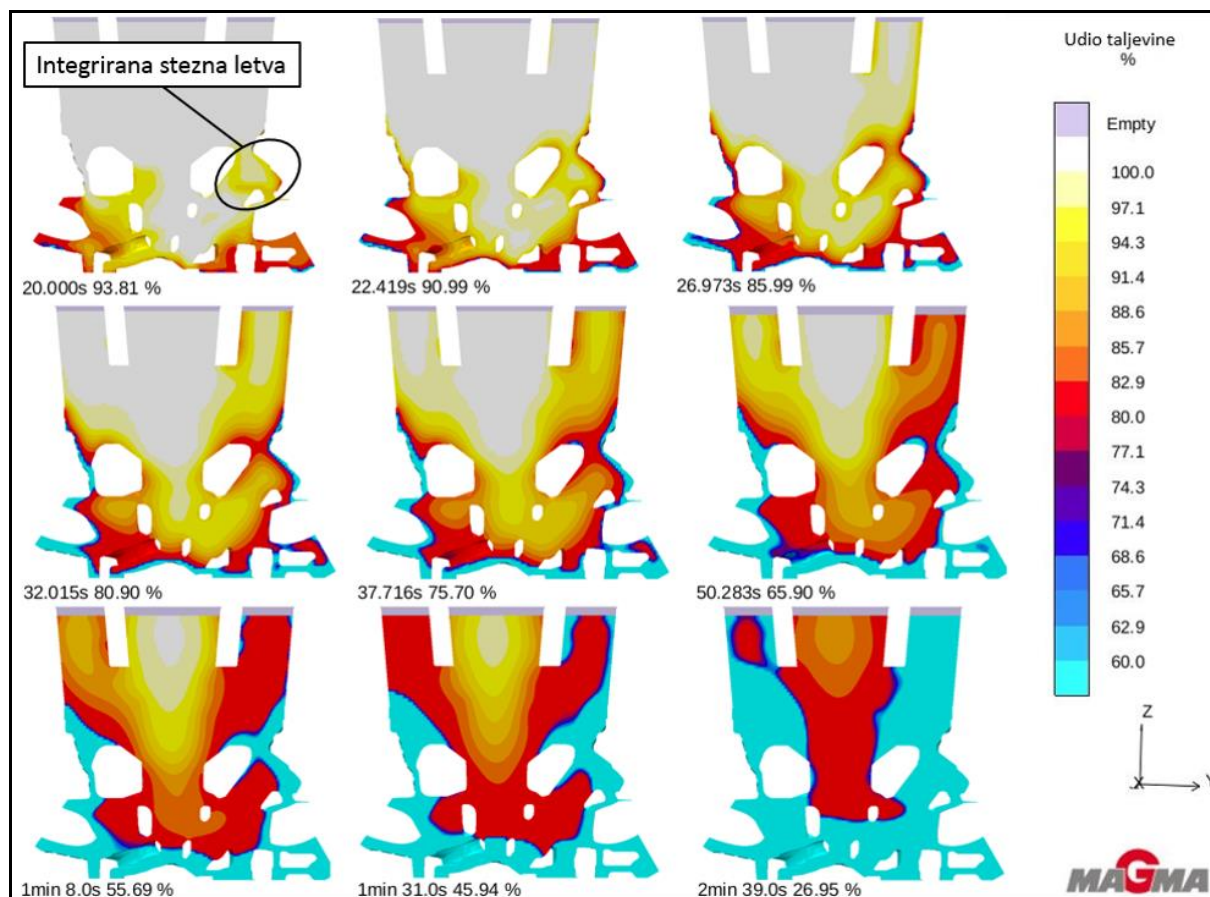 Integrirana stezna letva
Udio taljevine
%
Empty
100.0
97.1
94.3
91.4
88.6
85.7
82.9
80.0
77.1
74.3
71.4
68.6
65.7
62.9
60.0
20.000s 93.81 %
22.419s 90.99 %
26.973s 85.99 %
32.015s 80.90 %
37.716s 75.70 %
50.283s 65.90 %
1min 8.0s 55.69 %
1min 31.0s 45.94 %
2min 39.0s 26.95 %
Z
X
Y
MAGMA